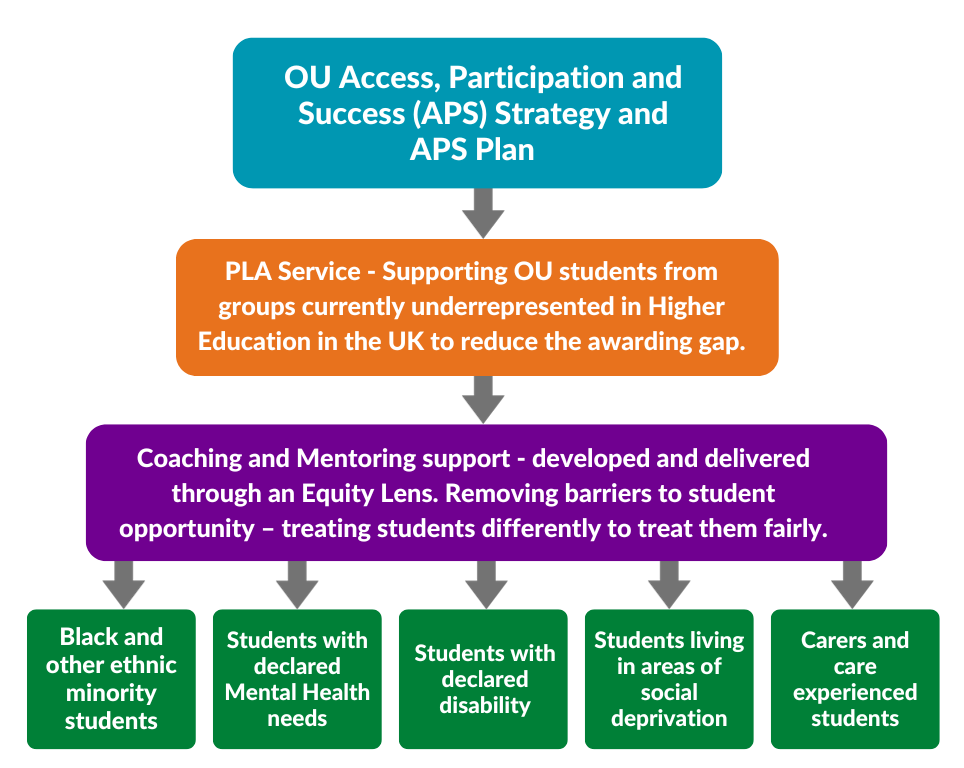 OU Access, Participation and
Success (APS) Strategy and
APS Plan
PLA Service - Supporting OU students from
groups currently underrepresented in Higher
Education in the UK to reduce the awarding gap.
Coaching and Mentoring support - developed and delivered
through an Equity Lens. Removing barriers to student
opportunity – treating students differently to treat them fairly.
Black and
other ethnic
minority
students
Students with
declared
Mental Health
needs
Students with
declared
disability
Students living
in areas of
social
deprivation
Carers and
care
experienced
students